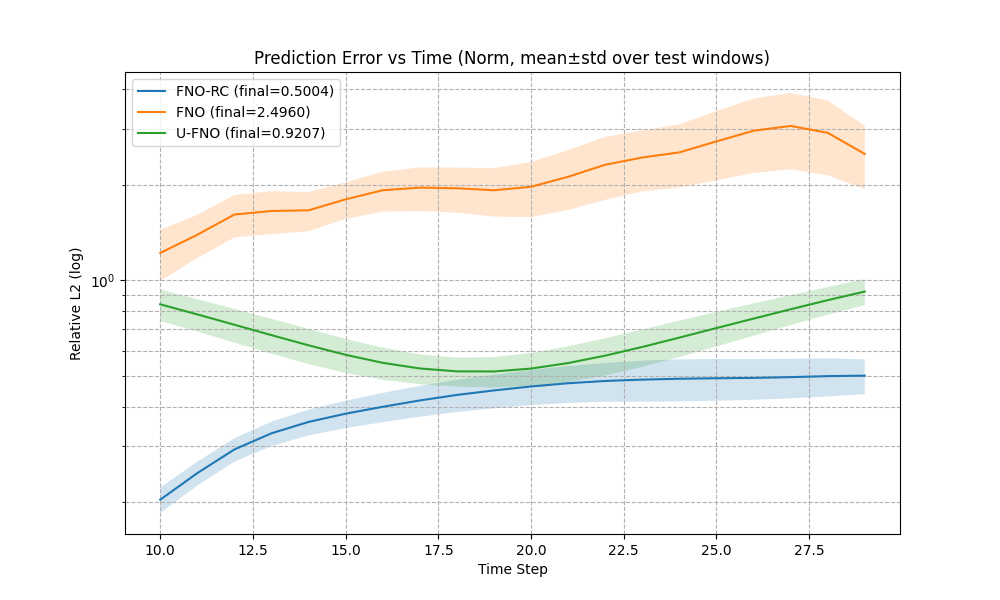 Prediction Error vs Time (Norm, mean±std over test windows)
FNO-RC (final=0.5004)
FNO (final=2.4960)
U-FNO (final=0.9207)
Relative L2 (log)
10⁰
10.0 12.5 15.0 17.5 20.0 22.5 25.0 27.5
Time Step